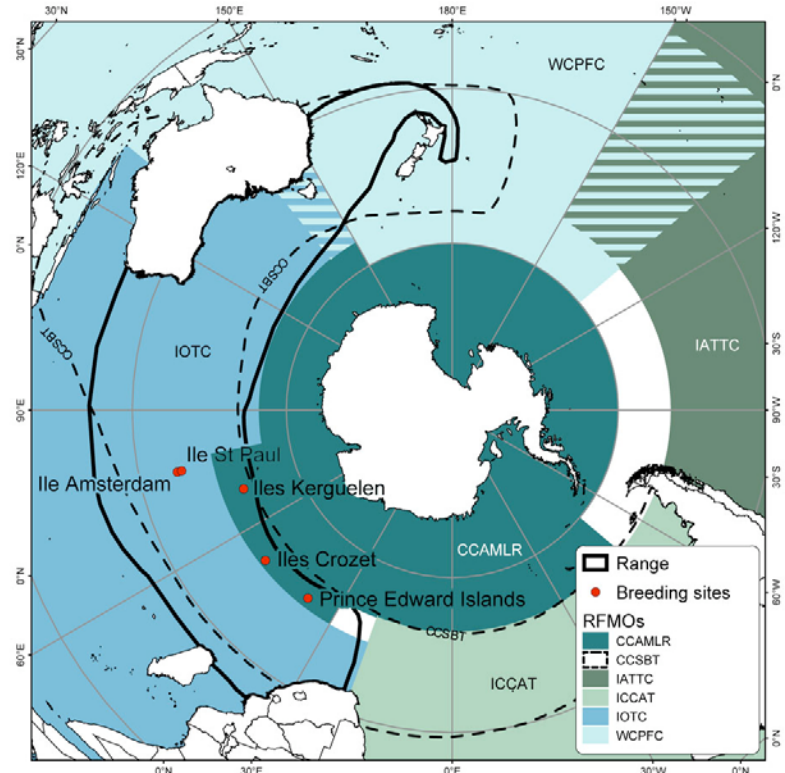 30°N
150°E
180°E
150°W
30°N
0°N
WCPFC
120°E
120°W
0°N
CCSBT
CCSBT
IOTC
IATTC
30°S
90°E
90°W
Ile St Paul
Ile Amsterdam
Iles Kerguelen
30°S
CCAMLR
Iles Crozet
0°N
Prince Edward Islands
60°W
CCSBT
60°E
ICCAT
0°N
0°N
30°E
0°N
30°W
0°N
Range
Breeding sites
RFMOs
CCAMLR
CCSBT
IATTC
ICCAT
IOTC
WCPFC